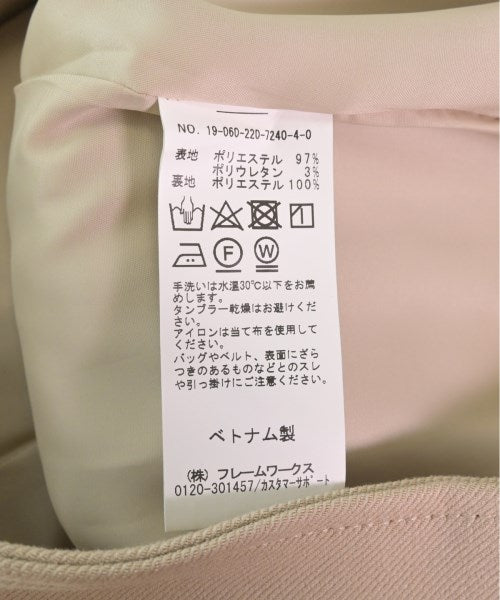 NO. 19-060-220-7240-4-0
表地 ポリエステル 97%
ポリウレタン 3%
裏地 ポリエステル 100%
F W
手洗いは水温30℃以下をお薦
めします。
タンブラー乾燥はお避けくだ
さい。
アイロンは当て布を使用して
ください。
バッグやベルト、表面にざら
つきのあるものなどとのスレ
や引っ掛けにご注意ください。
ベトナム製
(株) フレームワークス
0120-301457/カスタマーサポート